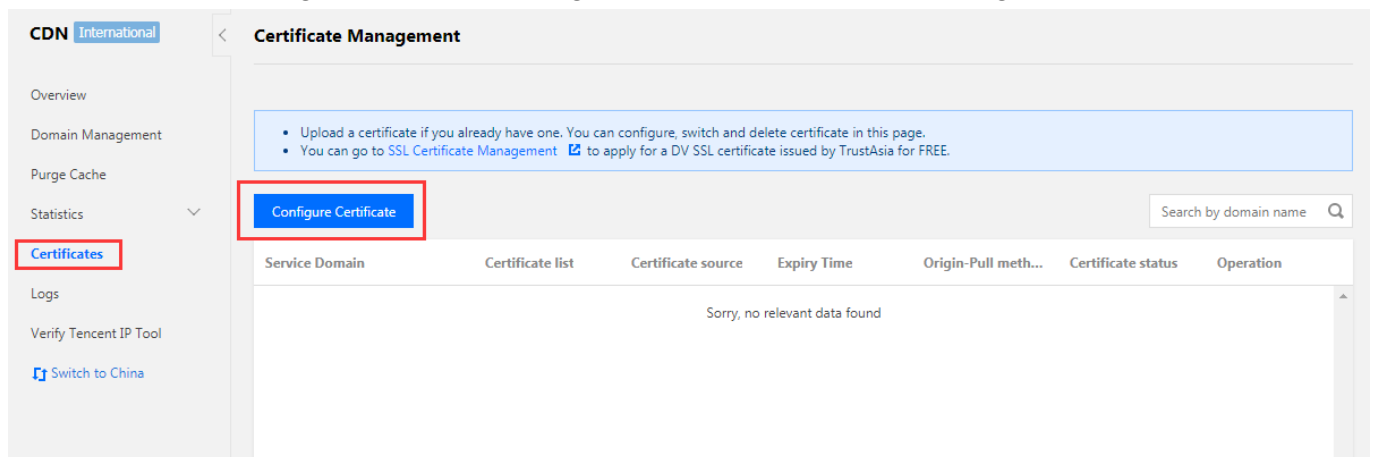 CDN International
Certificate Management
Overview
Domain Management
Purge Cache
Statistics
Certificates
Logs
Verify Tencent IP Tool
Switch to China
Upload a certificate if you already have one. You can configure, switch and delete certificate in this page.
You can go to SSL Certificate Management to apply for a DV SSL certificate issued by TrustAsia for FREE.
Configure Certificate
Search by domain name
Service Domain Certificate list Certificate source Expiry Time Origin-Pull meth... Certificate status Operation
Sorry, no relevant data found